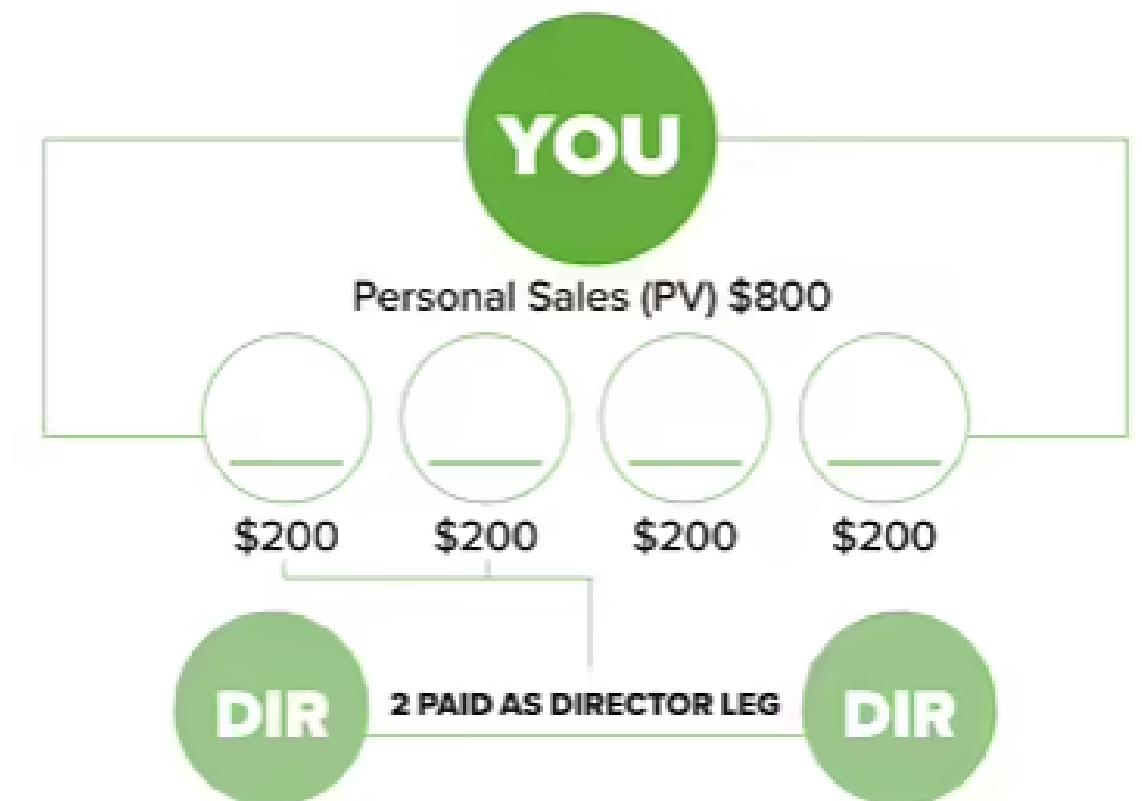 YOU
Personal Sales (PV) $800
$200 $200 $200 $200
DIR 2 PAID AS DIRECTOR LEG DIR